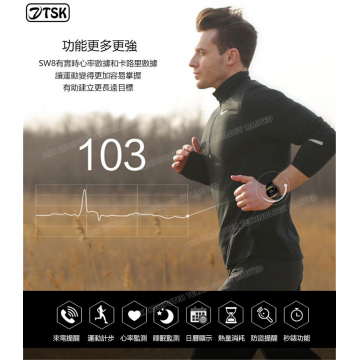 TSK
功能更多更強
SW8有實時心率數據和卡路里數據
讓運動變得更加容易掌握
有助建立更長遠目標
103
來電提醒 運動計步 心率監測 睡眠監測 日曆顯示 熱量消耗 防盜提醒 秒錶功能